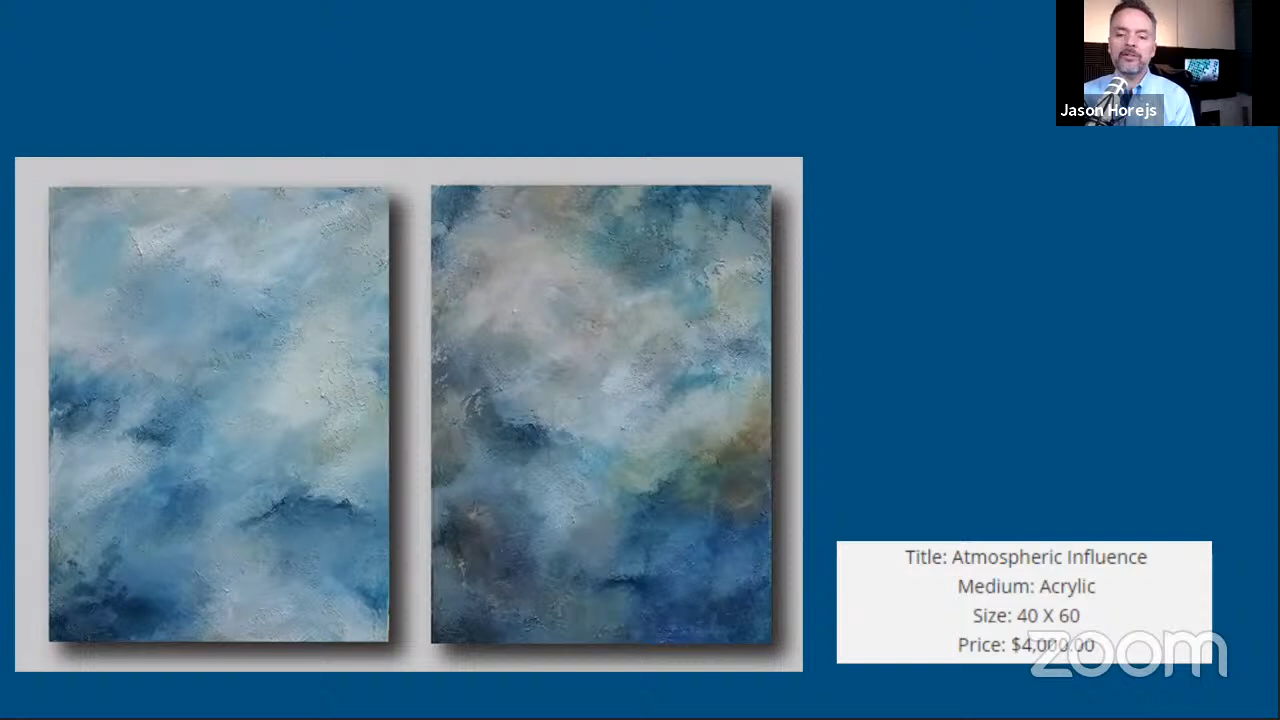 Jason Horejs
Title: Atmospheric Influence
Medium: Acrylic
Size: 40 X 60
Price: $4,000.00
zoom